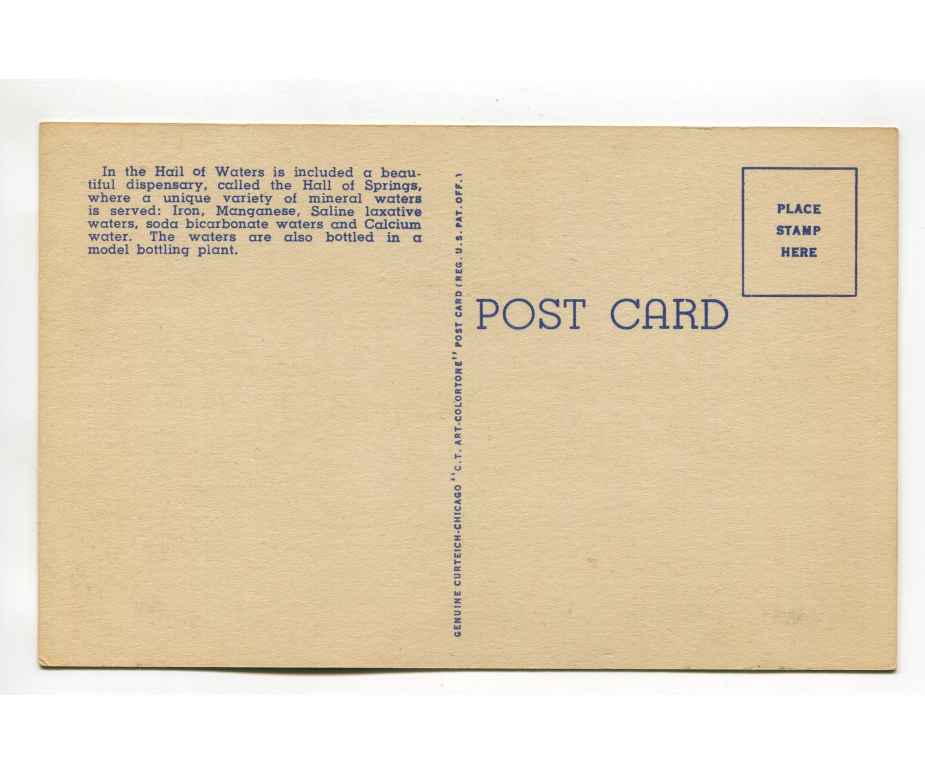 In the Hail of Waters is included a beau-
tiful dispensary, called the Hall of Springs,
where a unique variety of mineral waters
is served: Iron, Manganese, Saline laxative
waters, soda bicarbonate waters and Calcium
water. The waters are also bottled in a
model bottling plant.
GENUINE CURTEICH-CHICAGO "C.T. ART-COLORTONE" POST CARD (REG. U.S. PAT. OFF.)
PLACE
STAMP
HERE
POST CARD